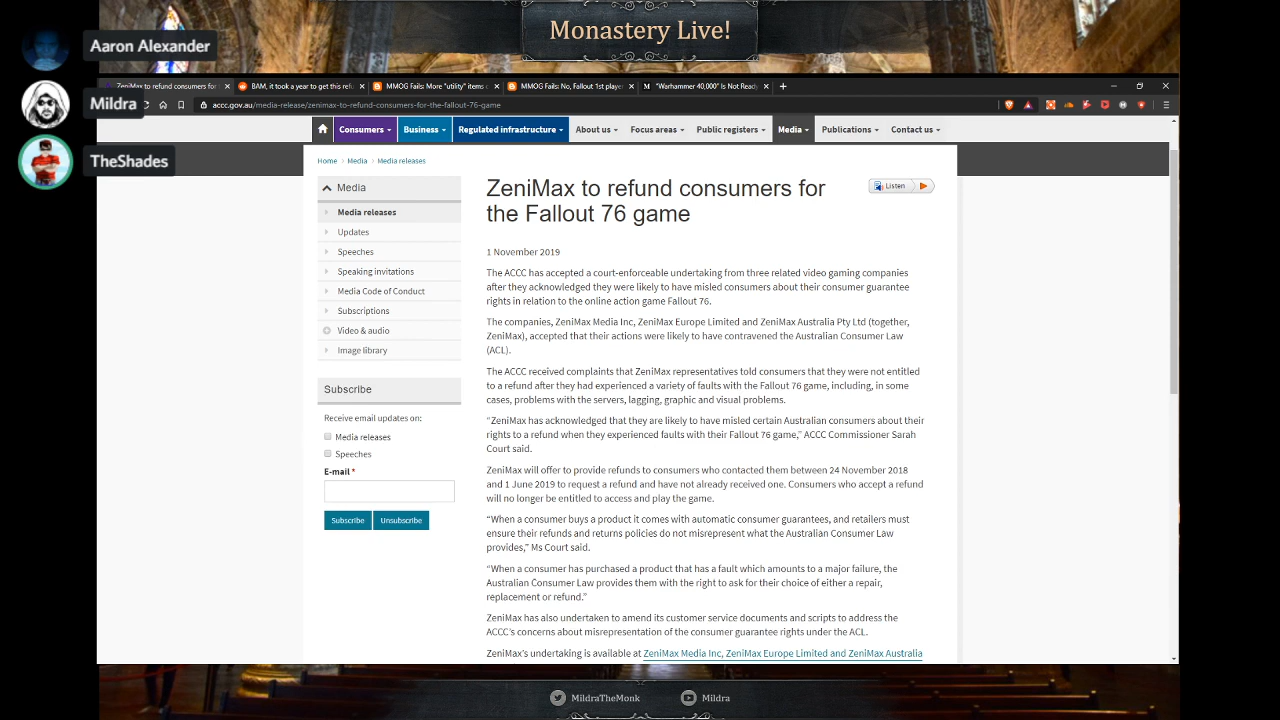 Monastery Live!
Aaron Alexander
Mildra
TheShades
ZeniMax to refund consumers for
BAM, it took a year to get this refu
MMOG Fails: More "utility" items c
MMOG Fails: No, Fallout 1st player
"Warhammer 40,000" Is Not Ready
accc.gov.au/media-release/zenimax-to-refund-consumers-for-the-fallout-76-game
Consumers
Business
Regulated infrastructure
About us
Focus areas
Public registers
Media
Publications
Contact us
Home
Media
Media releases
Media
Media releases
Updates
Speeches
Speaking invitations
Media Code of Conduct
Subscriptions
Video & audio
Image library
Subscribe
Receive email updates on:
Media releases
Speeches
E-mail *
Subscribe
Unsubscribe
ZeniMax to refund consumers for
the Fallout 76 game
Listen
1 November 2019
The ACCC has accepted a court-enforceable undertaking from three related video gaming companies
after they acknowledged they were likely to have misled consumers about their consumer guarantee
rights in relation to the online action game Fallout 76.
The companies, ZeniMax Media Inc, ZeniMax Europe Limited and ZeniMax Australia Pty Ltd (together,
ZeniMax), accepted that their actions were likely to have contravened the Australian Consumer Law
(ACL).
The ACCC received complaints that ZeniMax representatives told consumers that they were not entitled
to a refund after they had experienced a variety of faults with the Fallout 76 game, including, in some
cases, problems with the servers, lagging, graphic and visual problems.
“ZeniMax has acknowledged that they are likely to have misled certain Australian consumers about their
rights to a refund when they experienced faults with their Fallout 76 game,” ACCC Commissioner Sarah
Court said.
ZeniMax will offer to provide refunds to consumers who contacted them between 24 November 2018
and 1 June 2019 to request a refund and have not already received one. Consumers who accept a refund
will no longer be entitled to access and play the game.
“When a consumer buys a product it comes with automatic consumer guarantees, and retailers must
ensure their refunds and returns policies do not misrepresent what the Australian Consumer Law
provides,” Ms Court said.
“When a consumer has purchased a product that has a fault which amounts to a major failure, the
Australian Consumer Law provides them with the right to ask for their choice of either a repair,
replacement or refund.”
ZeniMax has also undertaken to amend its customer service documents and scripts to address the
ACCC's concerns about misrepresentation of the consumer guarantee rights under the ACL.
ZeniMax's undertaking is available at ZeniMax Media Inc, ZeniMax Europe Limited and ZeniMax Australia
MildraTheMonk
Mildra